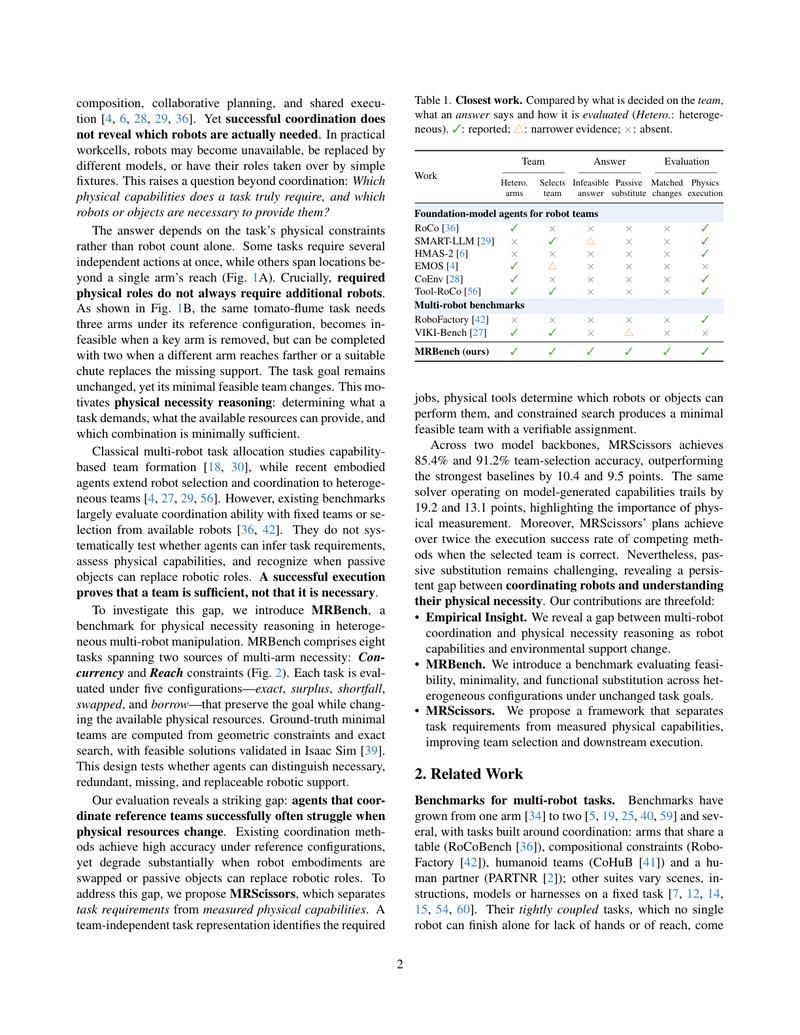 composition, collaborative planning, and shared execu-
tion [4, 6, 28, 29, 36]. Yet successful coordination does
not reveal which robots are actually needed. In practical
workcells, robots may become unavailable, be replaced by
different models, or have their roles taken over by simple
fixtures. This raises a question beyond coordination: Which
physical capabilities does a task truly require, and which
robots or objects are necessary to provide them?
The answer depends on the task's physical constraints
rather than robot count alone. Some tasks require several
independent actions at once, while others span locations be-
yond a single arm's reach (Fig. 1A). Crucially, required
physical roles do not always require additional robots.
As shown in Fig. 1B, the same tomato-flume task needs
three arms under its reference configuration, becomes in-
feasible when a key arm is removed, but can be completed
with two when a different arm reaches farther or a suitable
chute replaces the missing support. The task goal remains
unchanged, yet its minimal feasible team changes. This mo-
tivates physical necessity reasoning: determining what a
task demands, what the available resources can provide, and
which combination is minimally sufficient.
Classical multi-robot task allocation studies capability-
based team formation [18, 30], while recent embodied
agents extend robot selection and coordination to heteroge-
neous teams [4, 27, 29, 56]. However, existing benchmarks
largely evaluate coordination ability with fixed teams or se-
lection from available robots [36, 42]. They do not sys-
tematically test whether agents can infer task requirements,
assess physical capabilities, and recognize when passive
objects can replace robotic roles. A successful execution
proves that a team is sufficient, not that it is necessary.
To investigate this gap, we introduce MRBench, a
benchmark for physical necessity reasoning in heteroge-
neous multi-robot manipulation. MRBench comprises eight
tasks spanning two sources of multi-arm necessity: Con-
currency and Reach constraints (Fig. 2). Each task is eval-
uated under five configurations—exact, surplus, shortfall,
swapped, and borrow—that preserve the goal while chang-
ing the available physical resources. Ground-truth minimal
teams are computed from geometric constraints and exact
search, with feasible solutions validated in Isaac Sim [39].
This design tests whether agents can distinguish necessary,
redundant, missing, and replaceable robotic support.
Our evaluation reveals a striking gap: agents that coor-
dinate reference teams successfully often struggle when
physical resources change. Existing coordination meth-
ods achieve high accuracy under reference configurations,
yet degrade substantially when robot embodiments are
swapped or passive objects can replace robotic roles. To
address this gap, we propose MRScissors, which separates
task requirements from measured physical capabilities. A
team-independent task representation identifies the required
Table 1. Closest work. Compared by what is decided on the team,
what an answer says and how it is evaluated (Hetero.: heteroge-
neous). ✓: reported; △: narrower evidence; ×: absent.
Work Team Answer Evaluation
Hetero. arms Selects team Infeasible answer Passive substitute Matched changes Physics execution
Foundation-model agents for robot teams
RoCo [36] ✓ × × × × ✓
SMART-LLM [29] × ✓ △ × × ✓
HMAS-2 [6] × × × × × ✓
EMOS [4] ✓ △ × × × ×
CoEnv [28] ✓ × × × × ✓
Tool-RoCo [56] ✓ ✓ × × × ✓
Multi-robot benchmarks
RoboFactory [42] × × × × × ✓
VIKI-Bench [27] ✓ ✓ × △ × ×
MRBench (ours) ✓ ✓ ✓ ✓ ✓ ✓
jobs, physical tools determine which robots or objects can
perform them, and constrained search produces a minimal
feasible team with a verifiable assignment.
Across two model backbones, MRScissors achieves
85.4% and 91.2% team-selection accuracy, outperforming
the strongest baselines by 10.4 and 9.5 points. The same
solver operating on model-generated capabilities trails by
19.2 and 13.1 points, highlighting the importance of phys-
ical measurement. Moreover, MRScissors' plans achieve
over twice the execution success rate of competing meth-
ods when the selected team is correct. Nevertheless, pas-
sive substitution remains challenging, revealing a persis-
tent gap between coordinating robots and understanding
their physical necessity. Our contributions are threefold:
• Empirical Insight. We reveal a gap between multi-robot
coordination and physical necessity reasoning as robot
capabilities and environmental support change.
• MRBench. We introduce a benchmark evaluating feasi-
bility, minimality, and functional substitution across het-
erogeneous configurations under unchanged task goals.
• MRScissors. We propose a framework that separates
task requirements from measured physical capabilities,
improving team selection and downstream execution.
2. Related Work
Benchmarks for multi-robot tasks. Benchmarks have
grown from one arm [34] to two [5, 19, 25, 40, 59] and sev-
eral, with tasks built around coordination: arms that share a
table (RoCoBench [36]), compositional constraints (Robo-
Factory [42]), humanoid teams (CoHuB [41]) and a hu-
man partner (PARTNR [2]); other suites vary scenes, in-
structions, models or harnesses on a fixed task [7, 12, 14,
15, 54, 60]. Their tightly coupled tasks, which no single
robot can finish alone for lack of hands or of reach, come
2